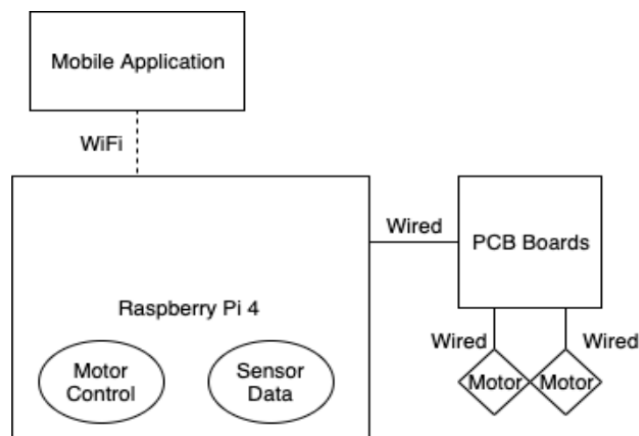 Mobile Application
WiFi
Wired
PCB Boards
Raspberry Pi 4
Wired
Wired
Motor
Control
Sensor
Data
Motor
Motor